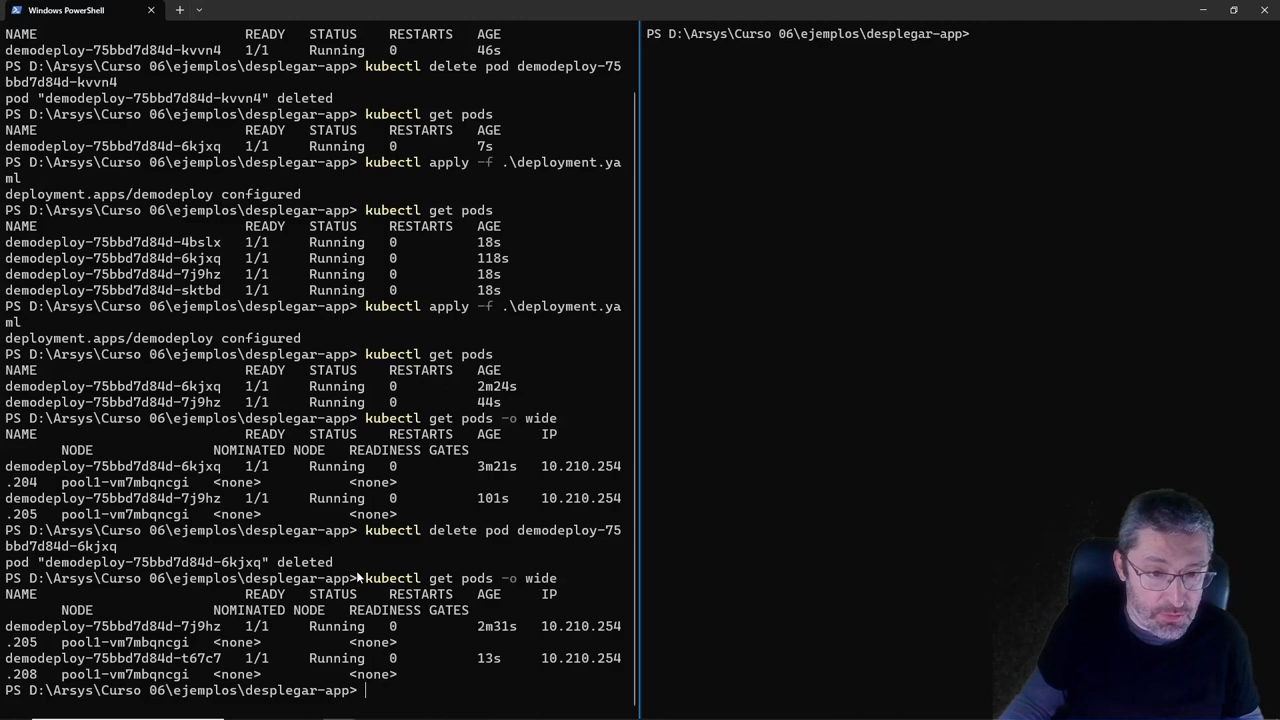 Windows PowerShell
NAME READY STATUS RESTARTS AGE
demodeploy-75bbd7d84d-kvvn4 1/1 Running 0 46s
PS D:\Arsys\Curso 06\ejemplos\desplegar-app> kubectl delete pod demodeploy-75
bbd7d84d-kvvn4
pod "demodeploy-75bbd7d84d-kvvn4" deleted
PS D:\Arsys\Curso 06\ejemplos\desplegar-app> kubectl get pods
NAME READY STATUS RESTARTS AGE
demodeploy-75bbd7d84d-6kjxq 1/1 Running 0 7s
PS D:\Arsys\Curso 06\ejemplos\desplegar-app> kubectl apply -f .\deployment.ya
ml
deployment.apps/demodeploy configured
PS D:\Arsys\Curso 06\ejemplos\desplegar-app> kubectl get pods
NAME READY STATUS RESTARTS AGE
demodeploy-75bbd7d84d-4bslx 1/1 Running 0 18s
demodeploy-75bbd7d84d-6kjxq 1/1 Running 0 118s
demodeploy-75bbd7d84d-7j9hz 1/1 Running 0 18s
demodeploy-75bbd7d84d-sktbd 1/1 Running 0 18s
PS D:\Arsys\Curso 06\ejemplos\desplegar-app> kubectl apply -f .\deployment.ya
ml
deployment.apps/demodeploy configured
PS D:\Arsys\Curso 06\ejemplos\desplegar-app> kubectl get pods
NAME READY STATUS RESTARTS AGE
demodeploy-75bbd7d84d-6kjxq 1/1 Running 0 2m24s
demodeploy-75bbd7d84d-7j9hz 1/1 Running 0 44s
PS D:\Arsys\Curso 06\ejemplos\desplegar-app> kubectl get pods -o wide
NAME READY STATUS RESTARTS AGE IP
NODE NOMINATED NODE READINESS GATES
demodeploy-75bbd7d84d-6kjxq 1/1 Running 0 3m21s 10.210.254
.204 pool1-vm7mbqncgi <none> <none>
demodeploy-75bbd7d84d-7j9hz 1/1 Running 0 101s 10.210.254
.205 pool1-vm7mbqncgi <none> <none>
PS D:\Arsys\Curso 06\ejemplos\desplegar-app> kubectl delete pod demodeploy-75
bbd7d84d-6kjxq
pod "demodeploy-75bbd7d84d-6kjxq" deleted
PS D:\Arsys\Curso 06\ejemplos\desplegar-app> kubectl get pods -o wide
NAME READY STATUS RESTARTS AGE IP
NODE NOMINATED NODE READINESS GATES
demodeploy-75bbd7d84d-7j9hz 1/1 Running 0 2m31s 10.210.254
.205 pool1-vm7mbqncgi <none> <none>
demodeploy-75bbd7d84d-t67c7 1/1 Running 0 13s 10.210.254
.208 pool1-vm7mbqncgi <none> <none>
PS D:\Arsys\Curso 06\ejemplos\desplegar-app>
PS D:\Arsys\Curso 06\ejemplos\desplegar-app>